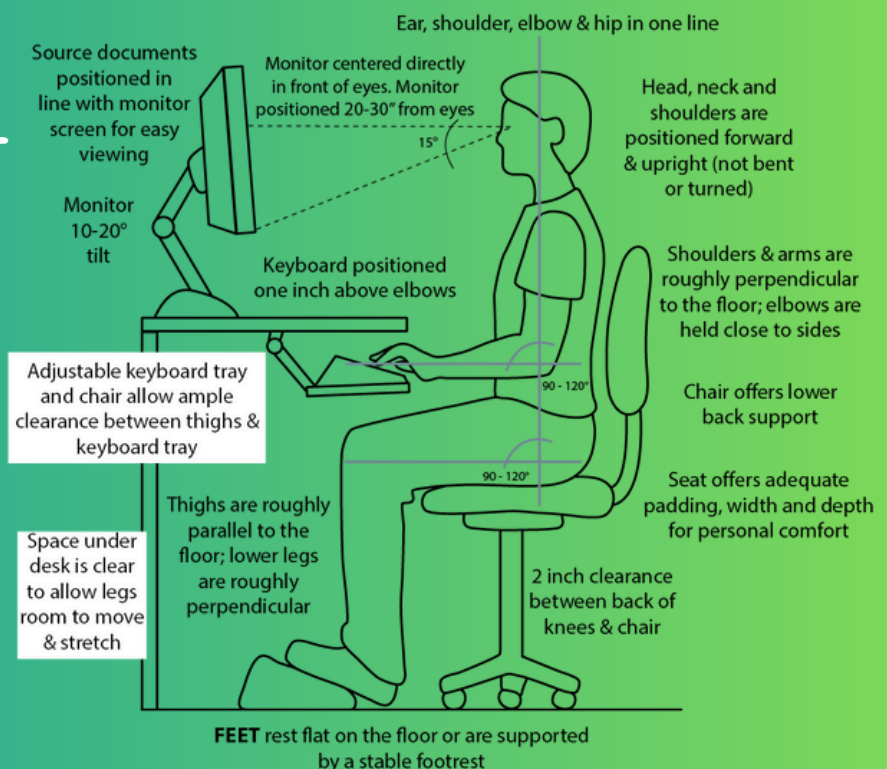 Ear, shoulder, elbow & hip in one line
Source documents
positioned in
line with monitor
screen for easy
viewing
Monitor centered directly
in front of eyes. Monitor
positioned 20-30" from eyes
15°
Head, neck and
shoulders are
positioned forward
& upright (not bent
or turned)
Monitor
10-20°
tilt
Keyboard positioned
one inch above elbows
Shoulders & arms are
roughly perpendicular
to the floor; elbows are
held close to sides
Adjustable keyboard tray
and chair allow ample
clearance between thighs &
keyboard tray
90 - 120°
Chair offers lower
back support
90 - 120°
Seat offers adequate
padding, width and depth
for personal comfort
Thighs are roughly
parallel to the
floor; lower legs
are roughly
perpendicular
Space under
desk is clear
to allow legs
room to move
& stretch
2 inch clearance
between back of
knees & chair
FEET rest flat on the floor or are supported
by a stable footrest